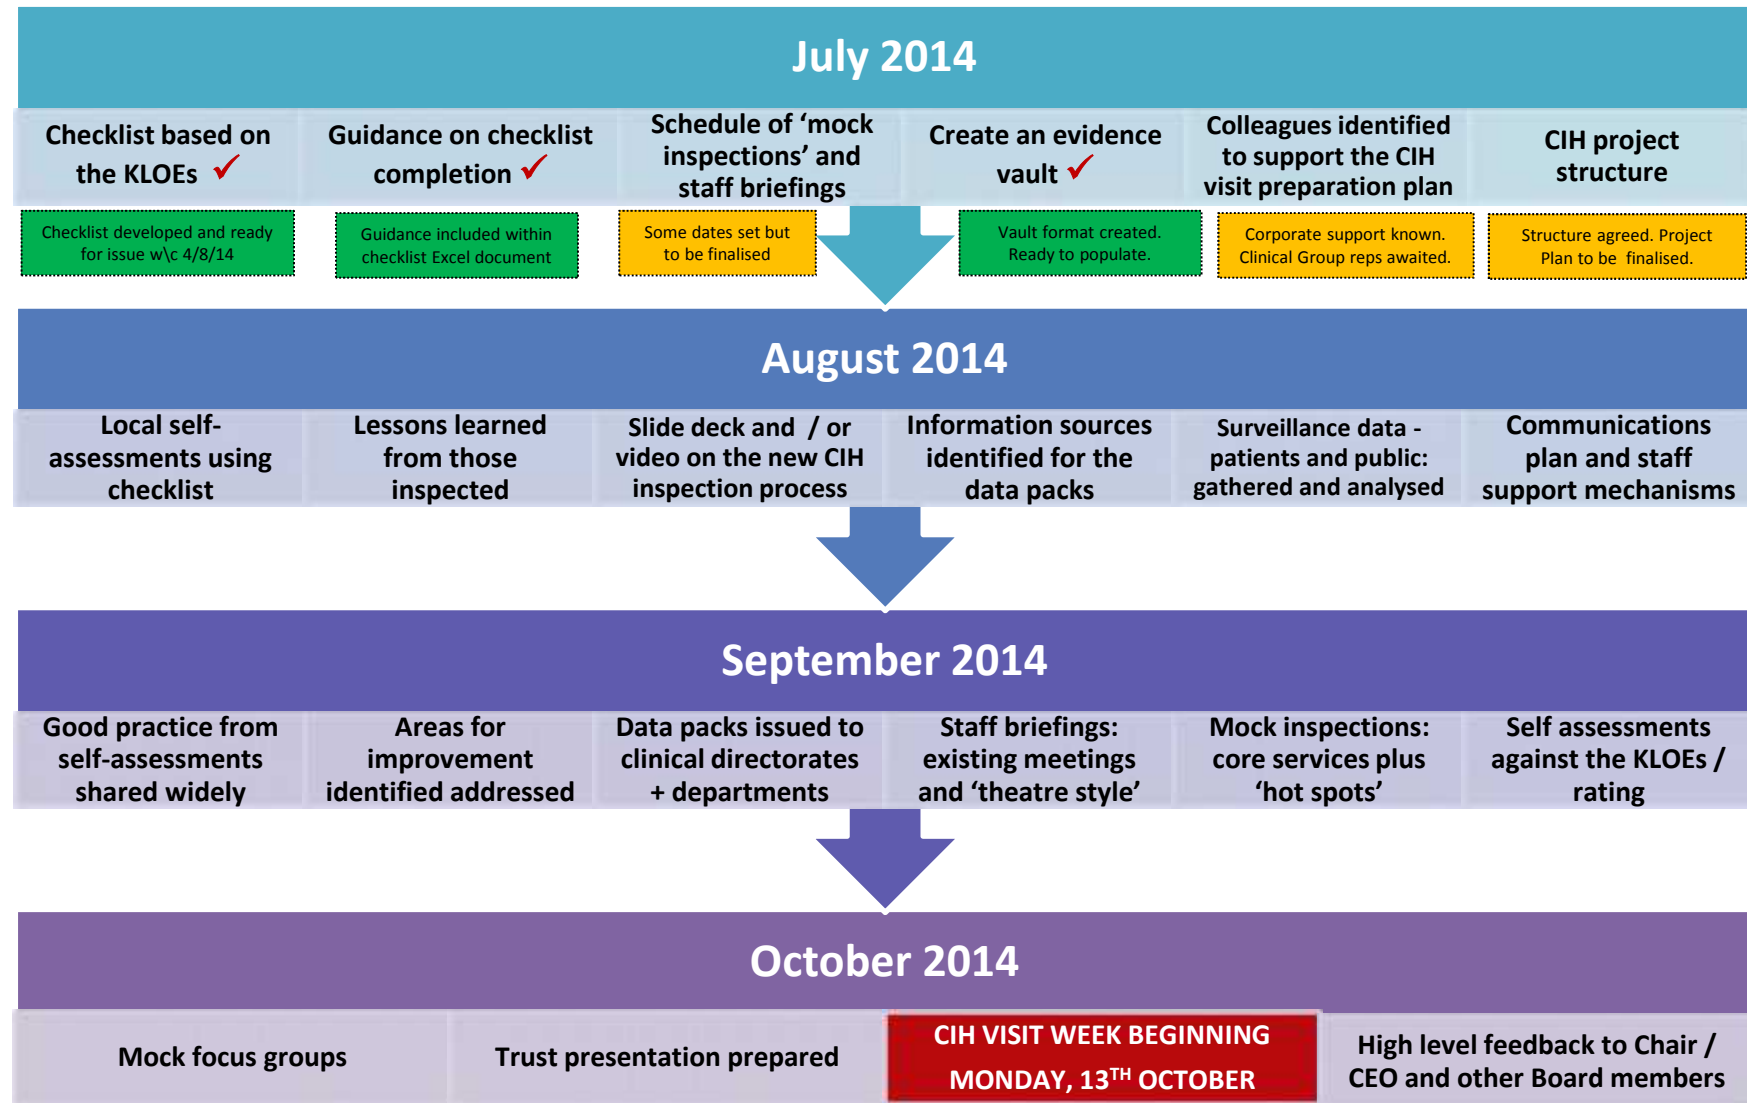 July 2014
Checklist based on
the KLOEs ✓
Guidance on checklist
completion ✓
Schedule of ‘mock
inspections’ and
staff briefings
Create an evidence
vault ✓
Colleagues identified
to support the CIH
visit preparation plan
CIH project
structure
Checklist developed and ready
for issue w\c 4/8/14
Guidance included within
checklist Excel document
Some dates set but
to be finalised
Vault format created.
Ready to populate.
Corporate support known.
Clinical Group reps awaited.
Structure agreed. Project
Plan to be finalised.
August 2014
Local self-
assessments using
checklist
Lessons learned
from those
inspected
Slide deck and / or
video on the new CIH
inspection process
Information sources
identified for the
data packs
Surveillance data -
patients and public:
gathered and analysed
Communications
plan and staff
support mechanisms
September 2014
Good practice from
self-assessments
shared widely
Areas for
improvement
identified addressed
Data packs issued to
clinical directorates
+ departments
Staff briefings:
existing meetings
and ‘theatre style’
Mock inspections:
core services plus
‘hot spots’
Self assessments
against the KLOEs /
rating
October 2014
Mock focus groups
Trust presentation prepared
CIH VISIT WEEK BEGINNING
MONDAY, 13TH OCTOBER
High level feedback to Chair /
CEO and other Board members